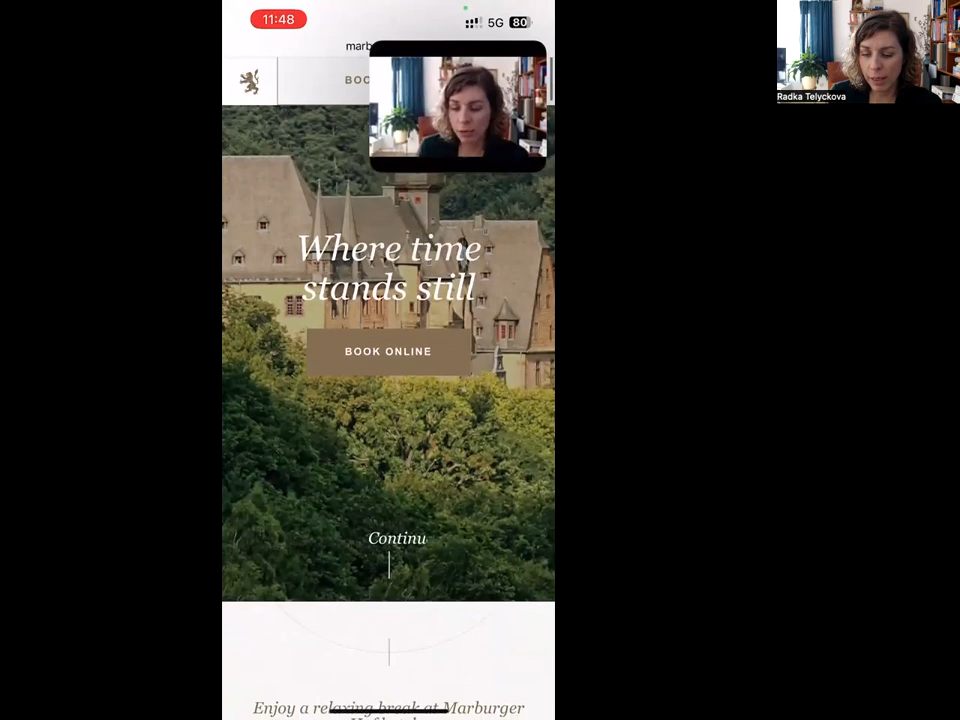 11:48
5G 80
Radka Telyckova
marb
BOO
Where time
stands still
BOOK ONLINE
Continu
Enjoy a relaxing break at Marburger